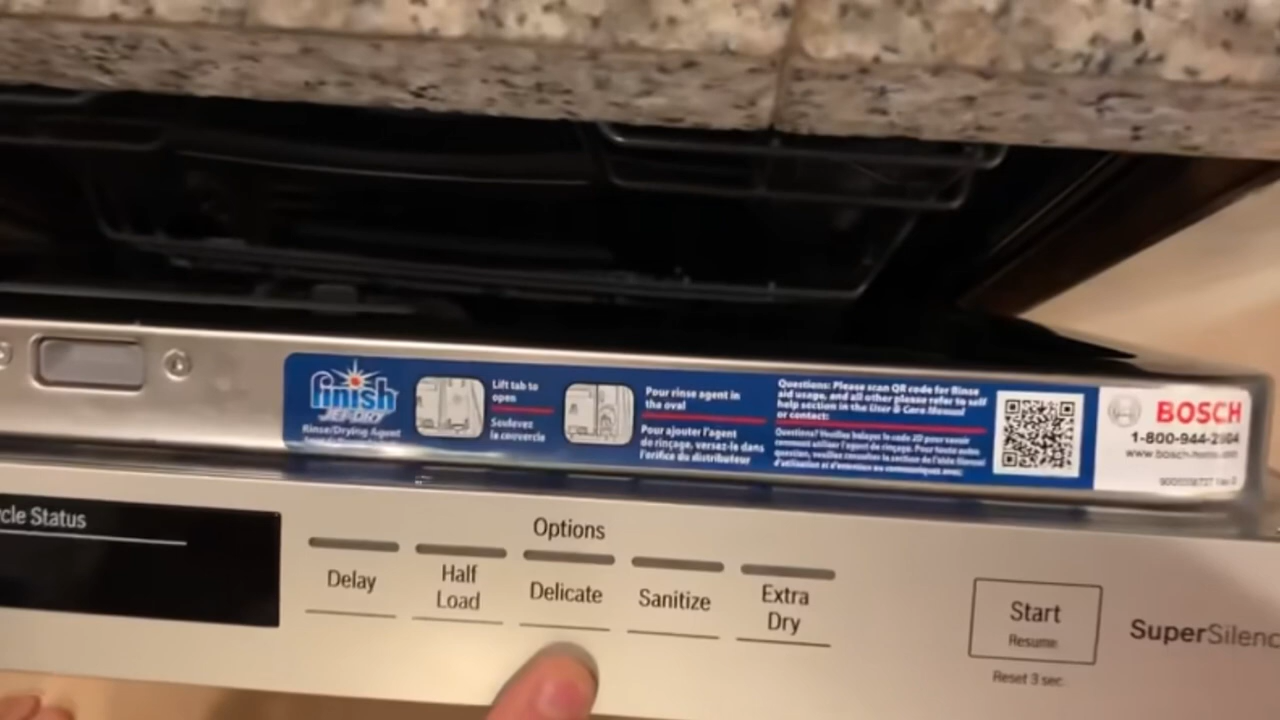 finish
JET-DRY
Rinse/Drying Agent
Lift tab to
open
Soulevez
le couvercle
Pour rinse agent in
the oval
Pour ajouter l'agent
de rinçage, versez-le dans
l'orifice du distributeur
Questions: Please scan QR code for Rinse
aid usage, and all other please refer to self
help section in the User & Care Manual
or contact:
BOSCH
1-800-944-2904
www.bosch-home.com
cle Status
Options
Delay
Half
Load
Delicate
Sanitize
Extra
Dry
Start
Resume
Reset 3 sec.
SuperSilenc